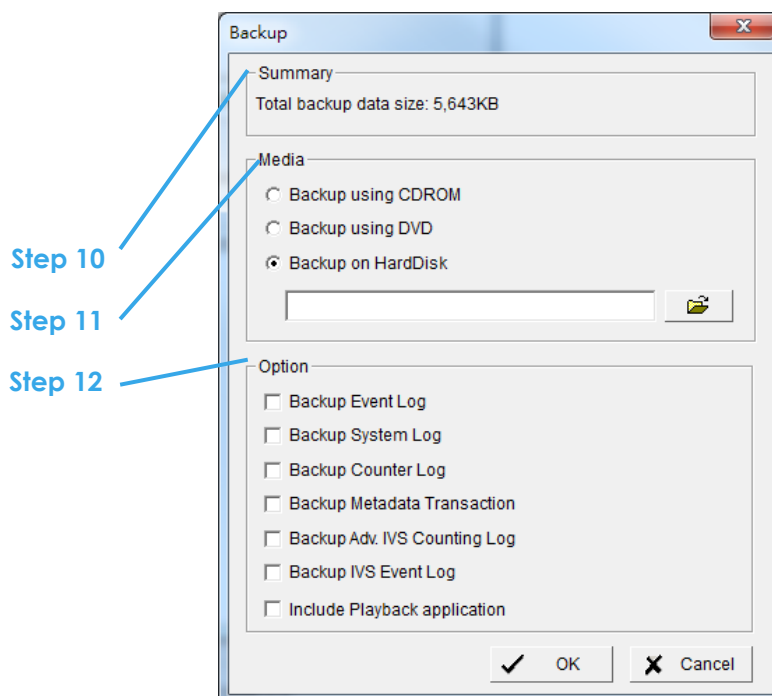 Backup
Summary
Total backup data size: 5,643KB
Media
Backup using CDROM
Backup using DVD
Step 10
Backup on HardDisk
Step 11
Step 12
Option
Backup Event Log
Backup System Log
Backup Counter Log
Backup Metadata Transaction
Backup Adv. IVS Counting Log
Backup IVS Event Log
Include Playback application
OK
Cancel